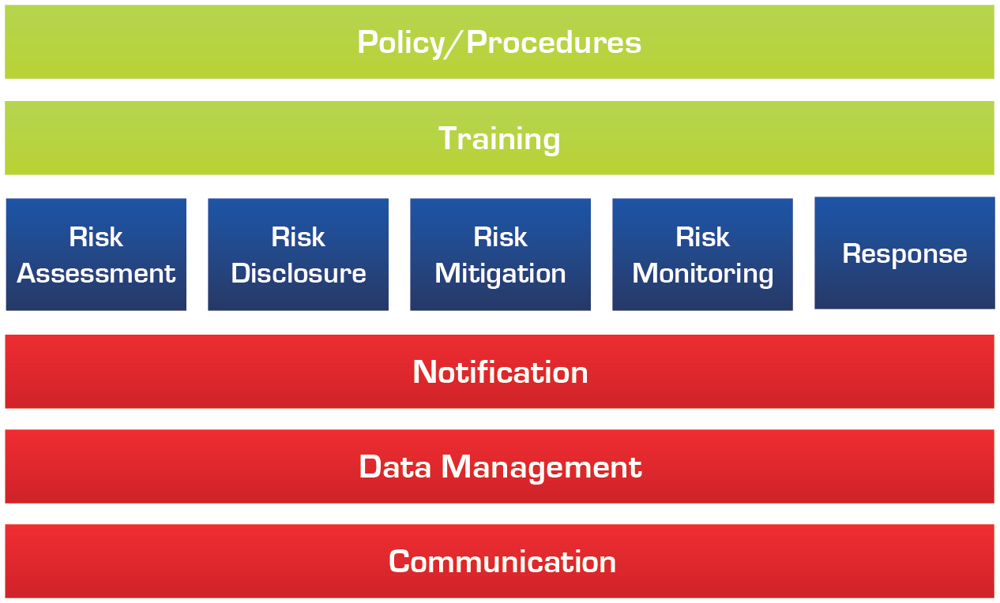 Policy/Procedures
Training
Risk
Assessment
Risk
Disclosure
Risk
Mitigation
Risk
Monitoring
Response
Notification
Data Management
Communication